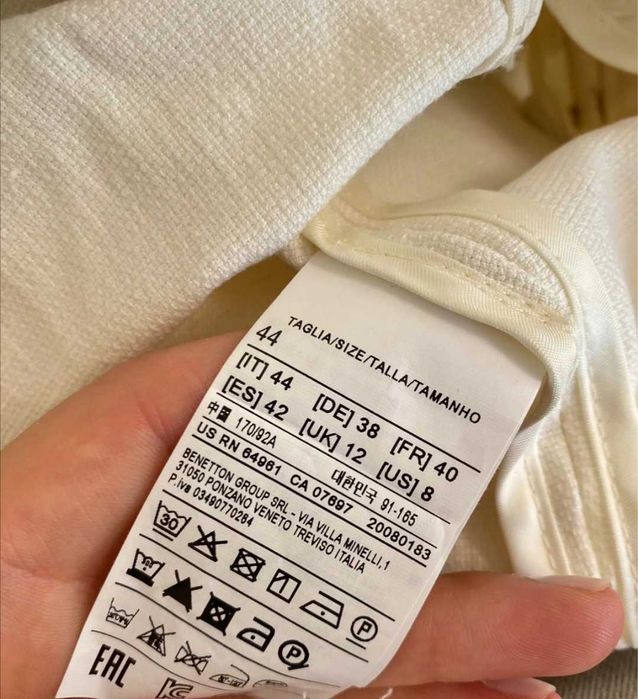 TAGLIA/SIZE/TALLA/TAMANHO
44
[IT] 44 [DE] 38 [FR] 40
[ES] 42 [UK] 12 [US] 8
中国 170/92A 대한민국 91-165
US RN 64961 CA 07697 20080183
BENETTON GROUP SRL - VIA VILLA MINELLI, 1
31050 PONZANO VENETO TREVISO ITALIA
P.iva 03490770284
30
P
P
EAC